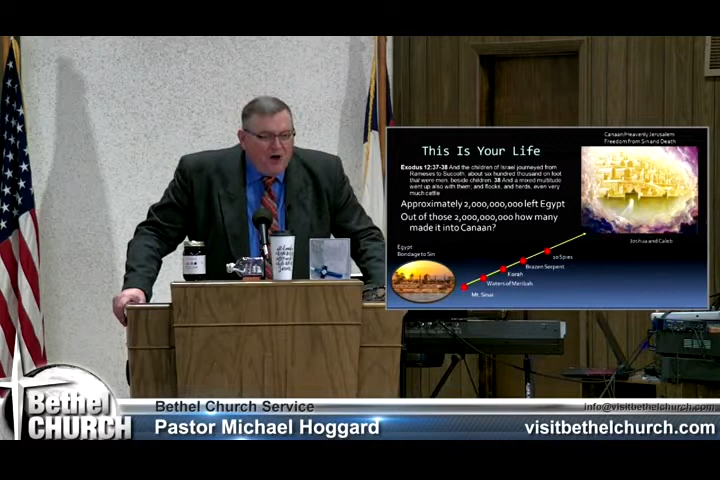 Canaan/Heavenly Jerusalem
Freedom from Sin and Death
This Is Your Life
Exodus 12:37-38 And the children of Israel journeyed from
Rameses to Succoth, about six hundred thousand on foot
that were men, beside children. 38 And a mixed multitude
went up also with them; and flocks, and herds, even very
much cattle
Approximately 2,000,000,000 left Egypt
Out of those 2,000,000,000 how many
made it into Canaan?
Joshua and Caleb
Egypt
Bondage to Sin
10 Spies
Brazen Serpent
Korah
Waters of Meribah
Mt. Sinai
Bethel
CHURCH
Bethel Church Service
info@visitbethelchurch.com
Pastor Michael Hoggard
visitbethelchurch.com